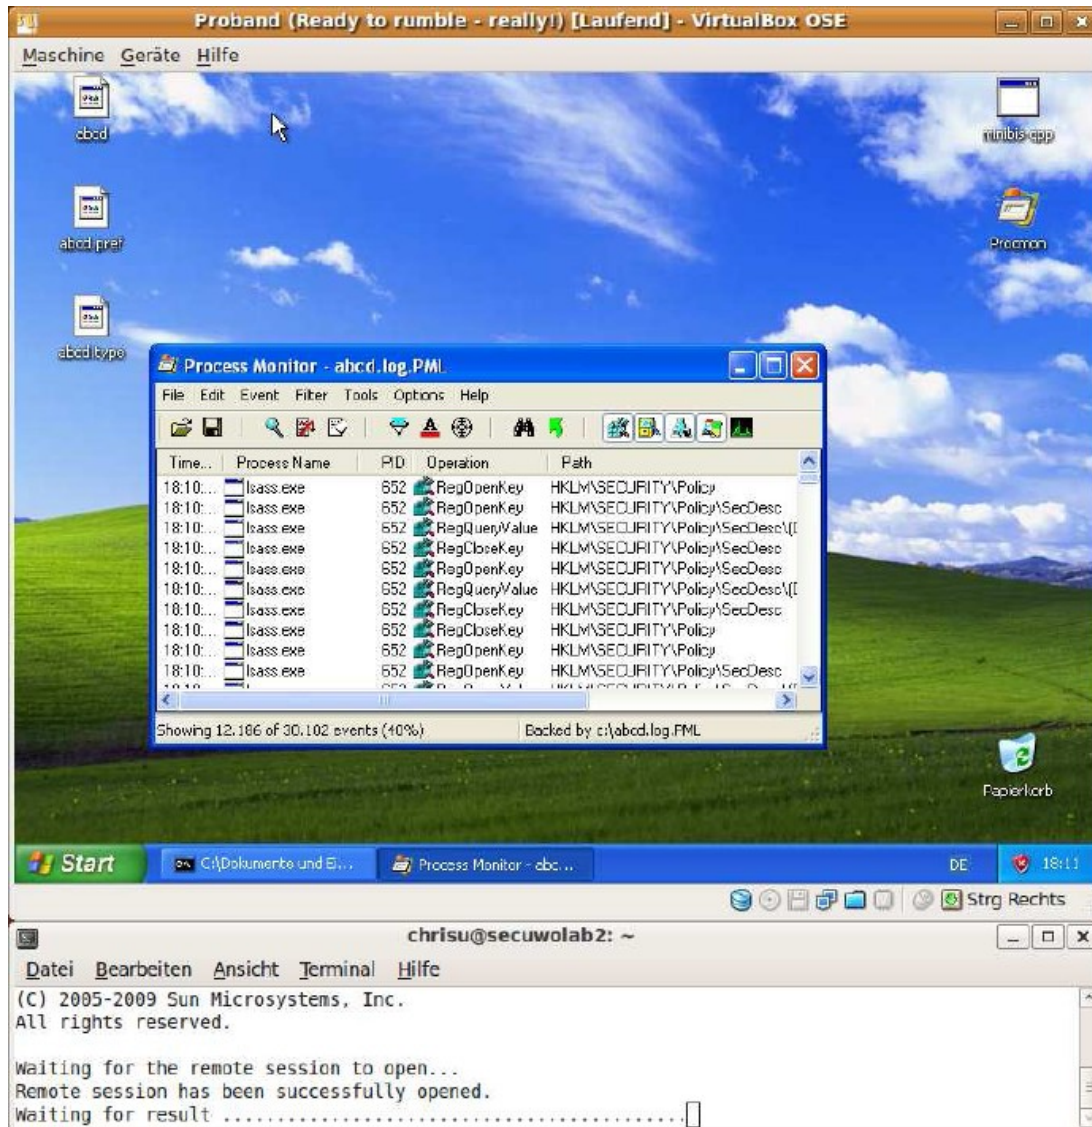 Proband (Ready to rumble - really!) [Laufend] - VirtualBox OSE
Maschine Geräte Hilfe
abcd
minibis-cpp
abcd.pref
Procmon
abcd.type
Process Monitor - abcd.log.PML
File Edit Event Filter Tools Options Help
Time... Process Name PID Operation Path
18:10:... lsass.exe 652 RegOpenKey HKLM\SECURITY\Policy
18:10:... lsass.exe 652 RegOpenKey HKLM\SECURITY\Policy\SecDesc
18:10:... lsass.exe 652 RegQueryValue HKLM\SECURITY\Policy\SecDesc\(D
18:10:... lsass.exe 652 RegCloseKey HKLM\SECURITY\Policy\SecDesc
18:10:... lsass.exe 652 RegOpenKey HKLM\SECURITY\Policy\SecDesc
18:10:... lsass.exe 652 RegQueryValue HKLM\SECURITY\Policy\SecDesc\(D
18:10:... lsass.exe 652 RegCloseKey HKLM\SECURITY\Policy\SecDesc
18:10:... lsass.exe 652 RegCloseKey HKLM\SECURITY\Policy
18:10:... lsass.exe 652 RegOpenKey HKLM\SECURITY\Policy
18:10:... lsass.exe 652 RegOpenKey HKLM\SECURITY\Policy\SecDesc
Showing 12.186 of 30.102 events (40%) Backed by c:\abcd.log.PML
Papierkorb
Start C:\Dokumente und Ei... Process Monitor - abc... DE 18:11
Strg Rechts
chrisu@secuwolab2: ~
Datei Bearbeiten Ansicht Terminal Hilfe
(C) 2005-2009 Sun Microsystems, Inc.
All rights reserved.
Waiting for the remote session to open...
Remote session has been successfully opened.
Waiting for result ..............................................